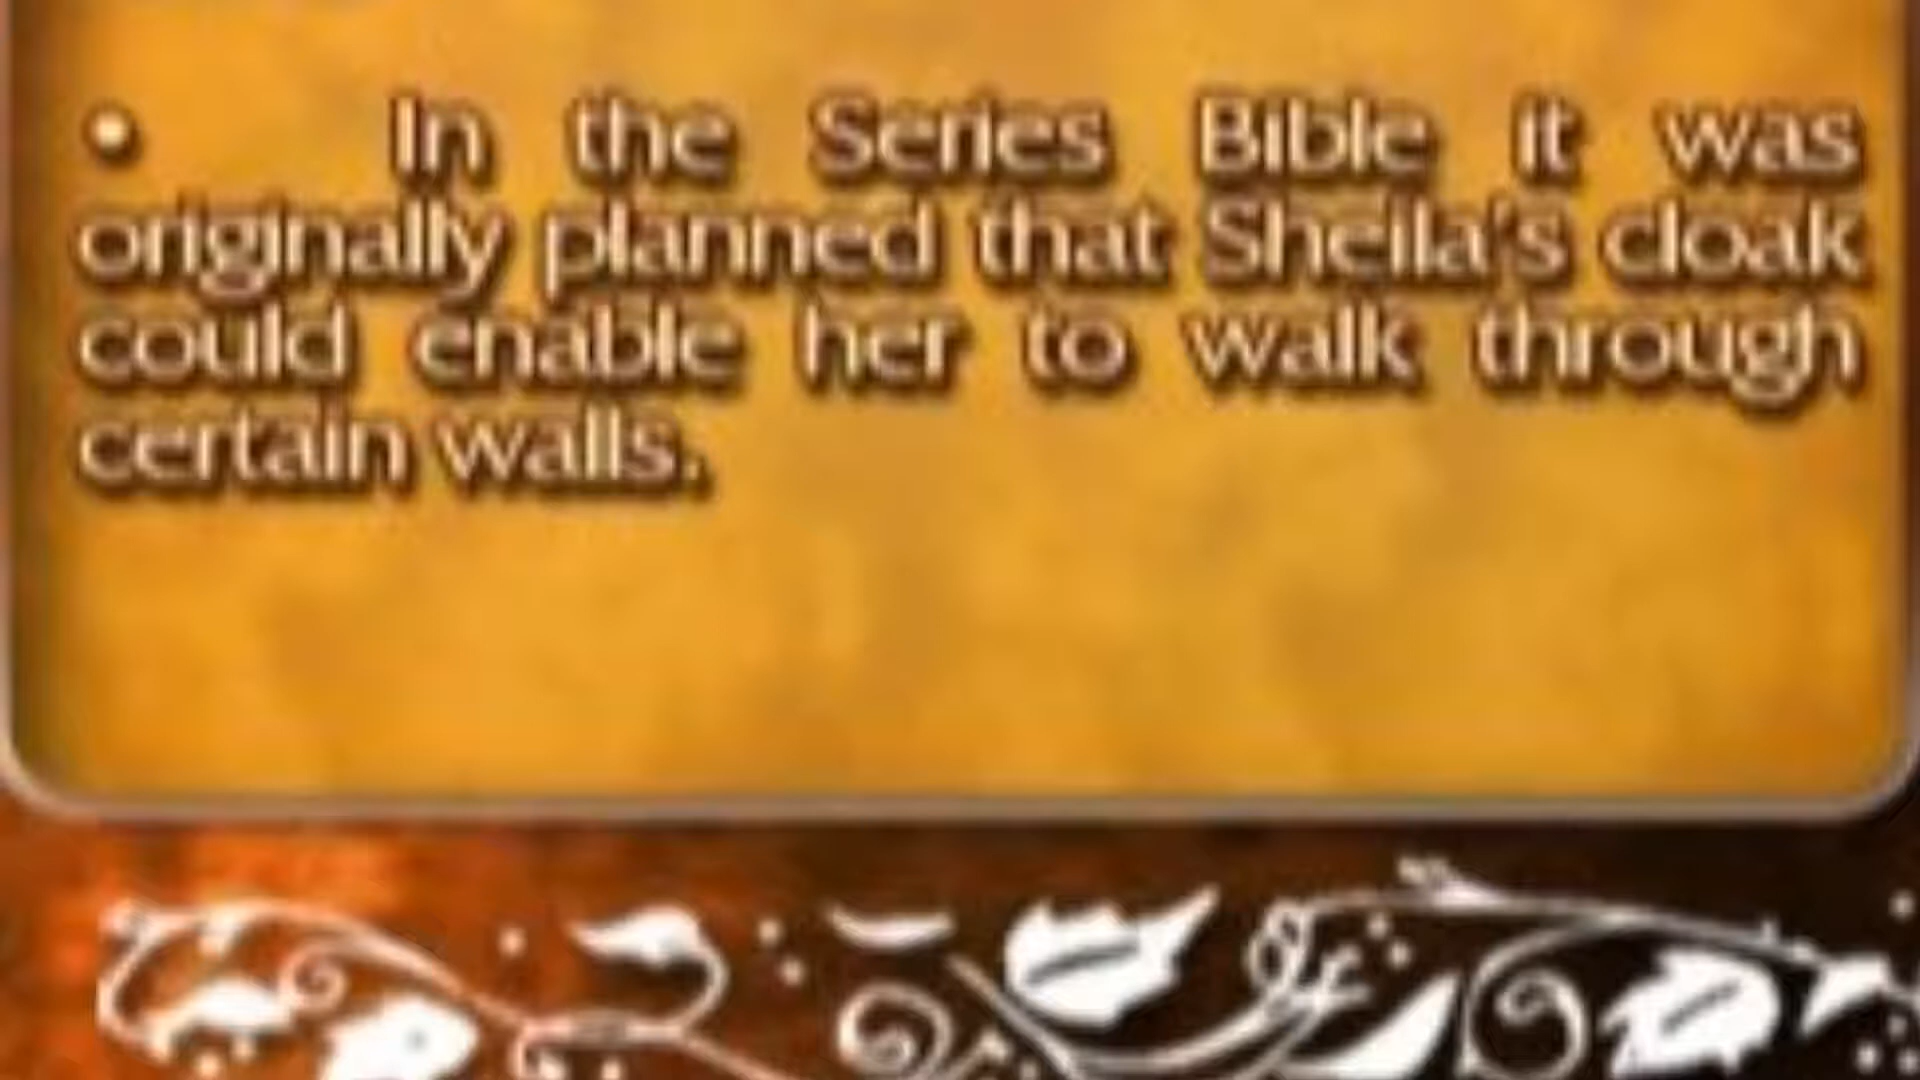 • In the Series Bible it was
originally planned that Sheila's cloak
could enable her to walk through
certain walls.